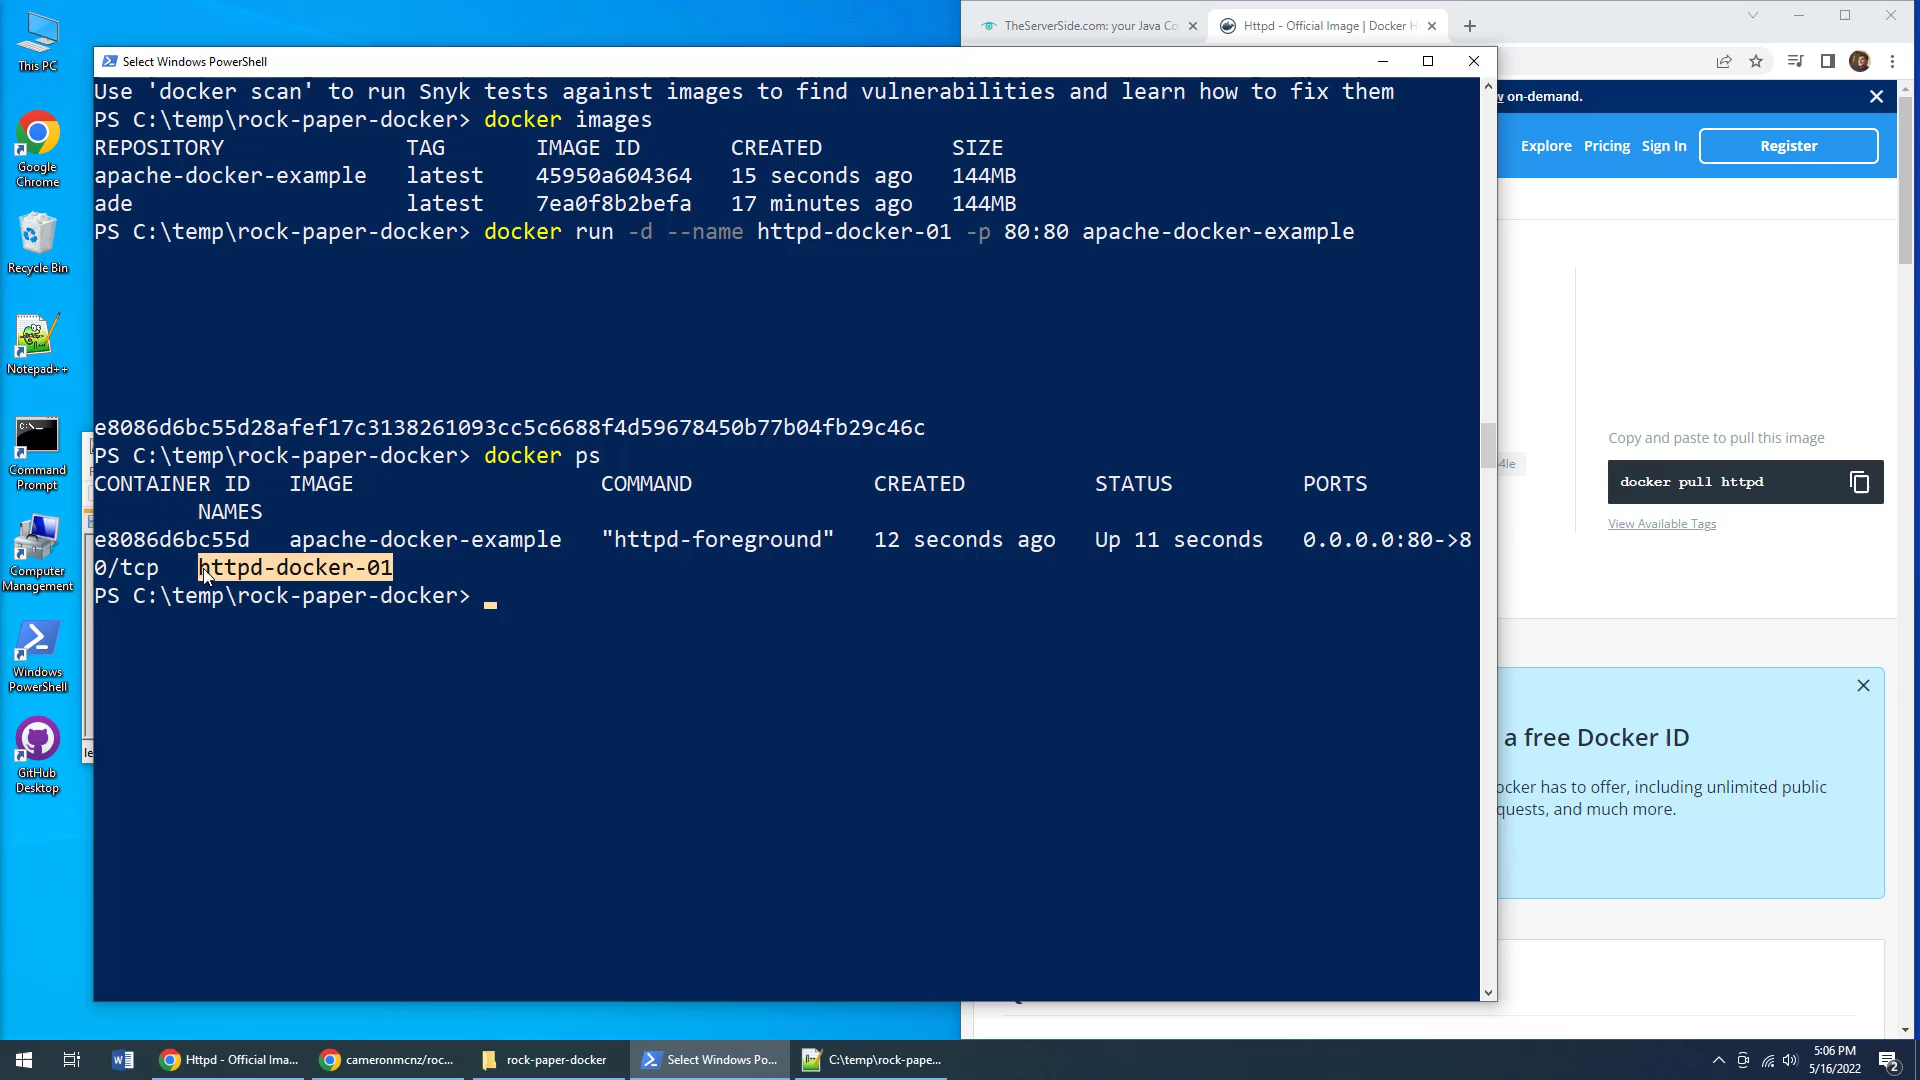 TheServerSide.com: your Java Co
Httpd - Official Image | Docker H
This PC
Select Windows PowerShell
Use 'docker scan' to run Snyk tests against images to find vulnerabilities and learn how to fix them
PS C:\temp\rock-paper-docker> docker images
REPOSITORY TAG IMAGE ID CREATED SIZE
apache-docker-example latest 45950a604364 15 seconds ago 144MB
ade latest 7ea0f8b2befa 17 minutes ago 144MB
PS C:\temp\rock-paper-docker> docker run -d --name httpd-docker-01 -p 80:80 apache-docker-example
e8086d6bc55d28afef17c3138261093cc5c6688f4d59678450b77b04fb29c46c
PS C:\temp\rock-paper-docker> docker ps
CONTAINER ID IMAGE COMMAND CREATED STATUS PORTS
NAMES
e8086d6bc55d apache-docker-example "httpd-foreground" 12 seconds ago Up 11 seconds 0.0.0.0:80->8
0/tcp httpd-docker-01
PS C:\temp\rock-paper-docker>
w on-demand.
Explore Pricing Sign In Register
4le
Copy and paste to pull this image
docker pull httpd
View Available Tags
a free Docker ID
ocker has to offer, including unlimited public
quests, and much more.
Google
Chrome
Recycle Bin
Notepad++
C:\_
Command
Prompt
Computer
Management
Windows
PowerShell
GitHub
Desktop
le
Httpd - Official Ima...
cameronmcnz/roc...
rock-paper-docker
Select Windows Po...
C:\temp\rock-pape...
5:06 PM
5/16/2022
2